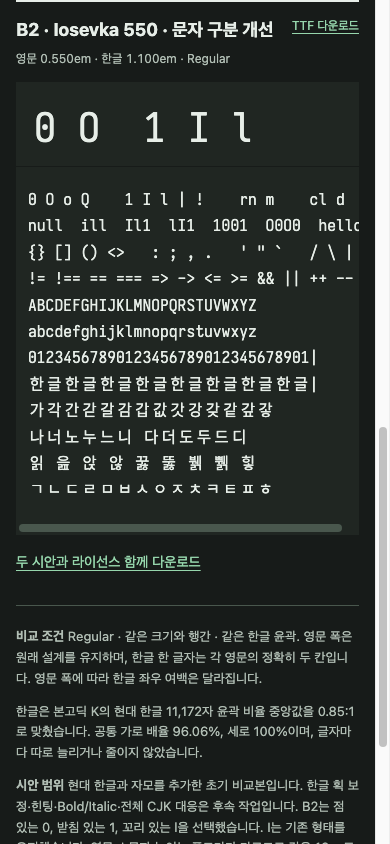 B2 · Iosevka 550 · 문자 구분 개선 TTF 다운로드
영문 0.550em · 한글 1.100em · Regular
0 O 1 I l
0 O o Q 1 I l | ! rn m cl d
null ill Il1 lI1 1001 O0O0 hello
{} [] () <> : ; , . ' " ` / \ |
!= !== == === => -> <= >= && || ++ --
ABCDEFGHIJKLMNOPQRSTUVWXYZ
abcdefghijklmnopqrstuvwxyz
01234567890123456789012345678901|
한글한글한글한글한글한글한글한글|
가각간갇갈감갑값갓강갖갗같갚갛
나너노누느니 다더도두드디
읽 읊 앉 않 꿇 뚫 뷁 쀍 힣
ㄱㄴㄷㄹㅁㅂㅅㅇㅈㅊㅋㅌㅍㅎ
두 시안과 라이선스 함께 다운로드
비교 조건 Regular · 같은 크기와 행간 · 같은 한글 윤곽. 영문 폭은
원래 설계를 유지하며, 한글 한 글자는 각 영문의 정확히 두 칸입니
다. 영문 폭에 따라 한글 좌우 여백은 달라집니다.
한글은 본고딕 K의 현대 한글 11,172자 윤곽 비율 중앙값을 0.85:1
로 맞췄습니다. 공통 가로 배율 96.06%, 세로 100%이며, 글자마
다 따로 늘리거나 줄이지 않았습니다.
시안 범위 현대 한글과 자모를 추가한 초기 비교본입니다. 한글 획 보
정·힌팅·Bold/Italic·전체 CJK 대응은 후속 작업입니다. B2는 점
있는 0, 받침 있는 1, 꼬리 있는 l을 선택했습니다. I는 기존 형태를